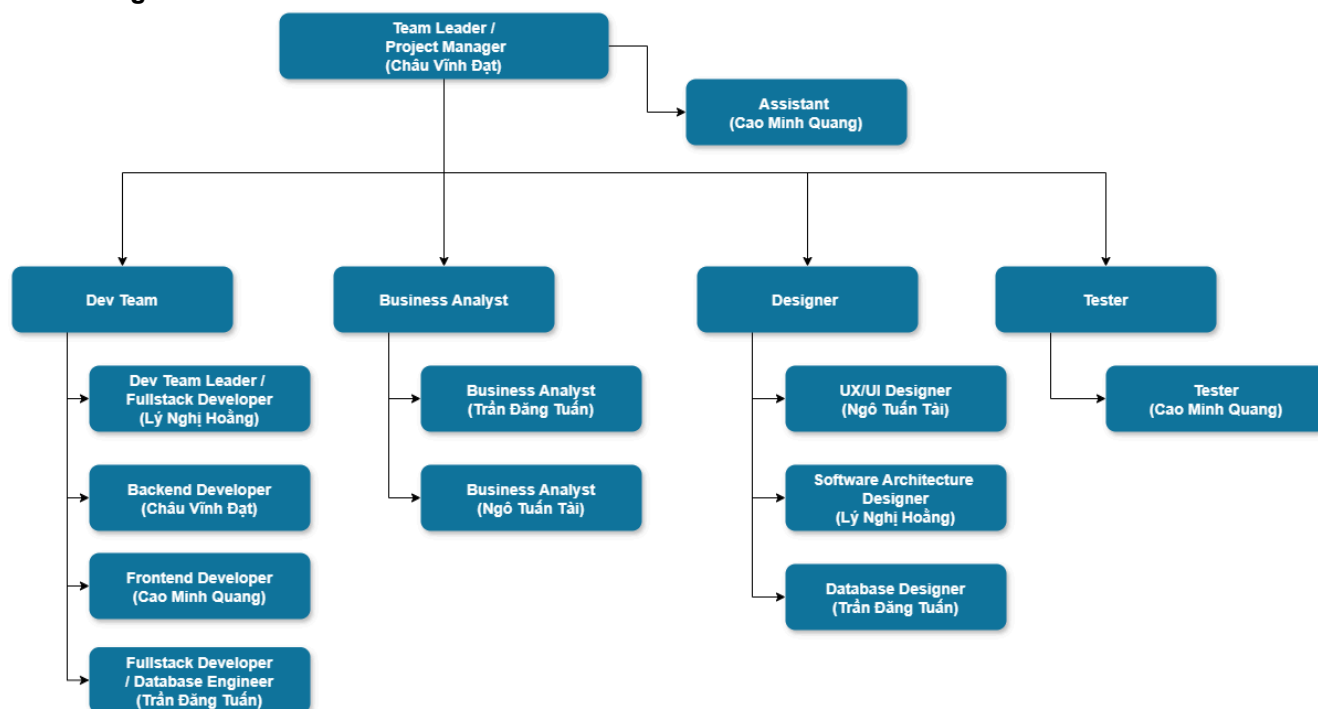 Team Leader /
Project Manager
(Châu Vĩnh Đạt)
Assistant
(Cao Minh Quang)
Dev Team
Business Analyst
Designer
Tester
Dev Team Leader /
Fullstack Developer
(Lý Nghị Hoằng)
Backend Developer
(Châu Vĩnh Đạt)
Frontend Developer
(Cao Minh Quang)
Fullstack Developer
/ Database Engineer
(Trần Đăng Tuấn)
Business Analyst
(Trần Đăng Tuấn)
Business Analyst
(Ngô Tuấn Tài)
UX/UI Designer
(Ngô Tuấn Tài)
Software Architecture
Designer
(Lý Nghị Hoằng)
Database Designer
(Trần Đăng Tuấn)
Tester
(Cao Minh Quang)